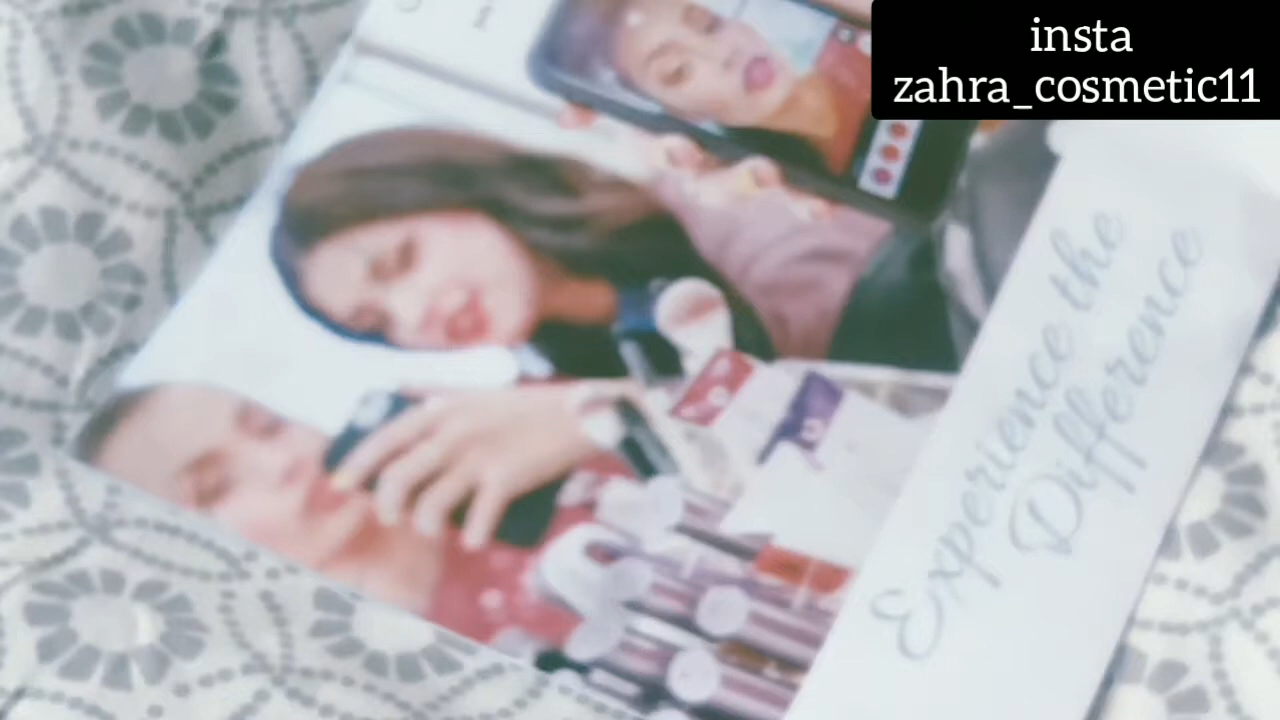 insta
zahra_cosmetic11
Experience the
Difference